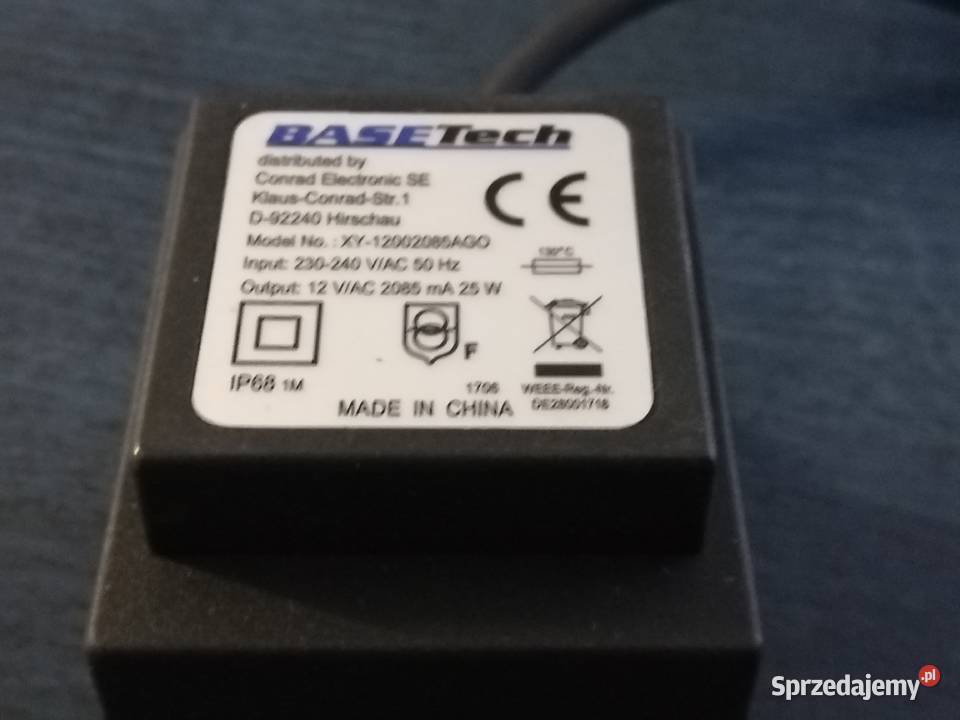 BASETech
distributed by
Conrad Electronic SE
Klaus-Conrad-Str.1
D-92240 Hirschau
Model No. : XY-12002085AGO
Input: 230-240 V/AC 50 Hz
Output: 12 V/AC 2085 mA 25 W
CE
130°C
F
IP68 1M
1706
WEEE-Reg.-Nr.
DE28001718
MADE IN CHINA
Sprzedajemy.pl